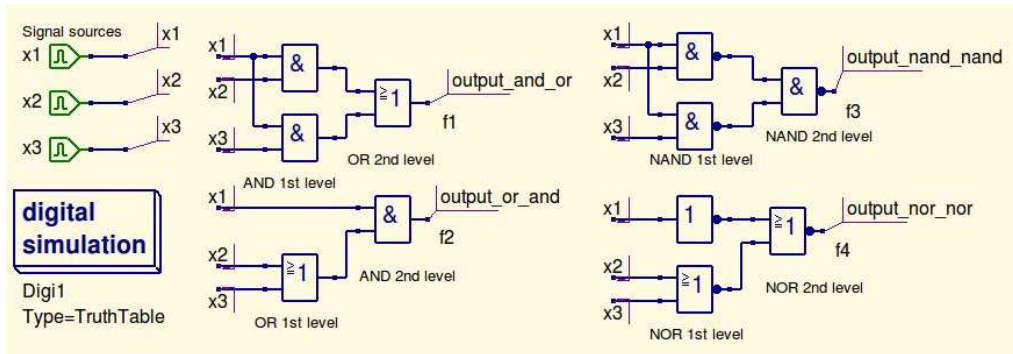 Signal sources
x1
x1
x2
x2
x3
x3
digital
simulation
Digi1
Type=TruthTable
x1
x2
x3
&
&
≧1
output_and_or
f1
OR 2nd level
AND 1st level
x1
x2
x3
≧1
&
output_or_and
f2
AND 2nd level
OR 1st level
x1
x2
x3
&
&
&
output_nand_nand
f3
NAND 2nd level
NAND 1st level
x1
x2
x3
1
≧1
≧1
output_nor_nor
f4
NOR 2nd level
NOR 1st level